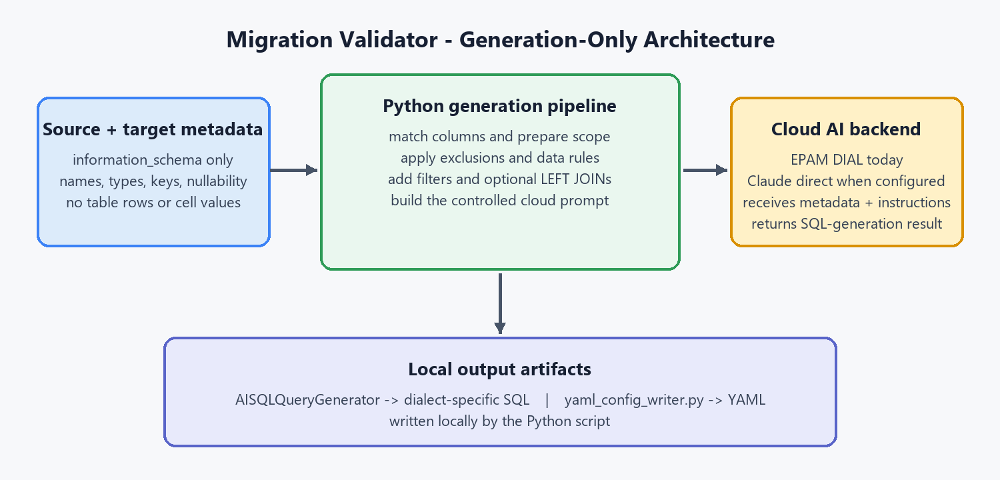 Migration Validator - Generation-Only Architecture
Source + target metadata
information_schema only
names, types, keys, nullability
no table rows or cell values
Python generation pipeline
match columns and prepare scope
apply exclusions and data rules
add filters and optional LEFT JOINs
build the controlled cloud prompt
Cloud AI backend
EPAM DIAL today
Claude direct when configured
receives metadata + instructions
returns SQL-generation result
Local output artifacts
AISQLQueryGenerator -> dialect-specific SQL | yaml_config_writer.py -> YAML
written locally by the Python script